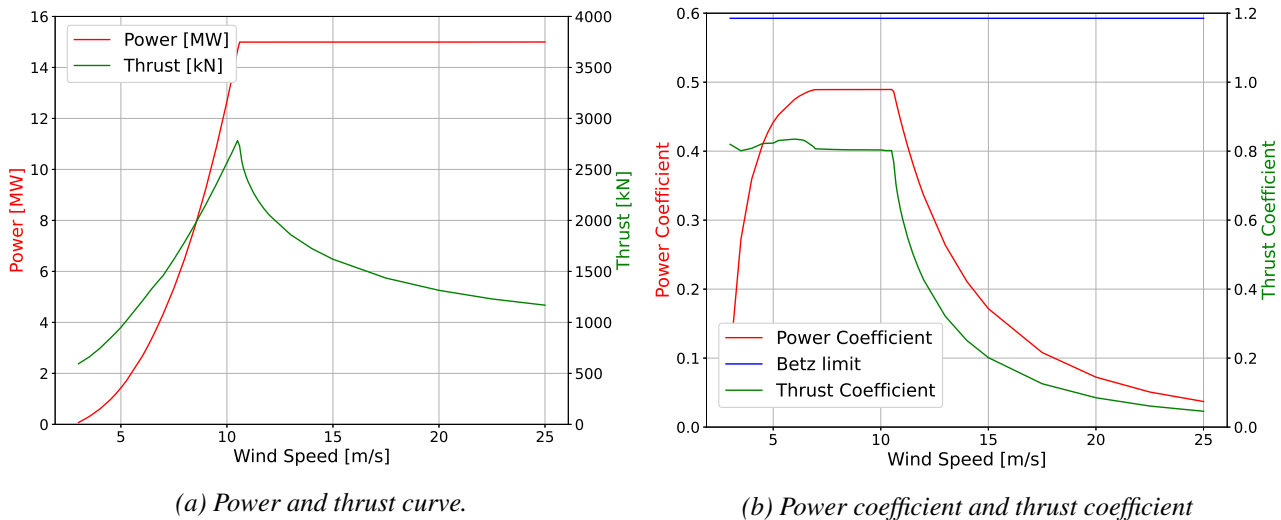 16
14
12
10
8
6
4
2
0
Power [MW]
Power [MW]
Thrust [kN]
4000
3500
3000
2500
2000
1500
1000
500
0
Thrust [kN]
5 10 15 20 25
Wind Speed [m/s]
(a) Power and thrust curve.
0.6
0.5
0.4
0.3
0.2
0.1
0.0
Power Coefficient
Power Coefficient
Betz limit
Thrust Coefficient
1.2
1.0
0.8
0.6
0.4
0.2
0.0
Thrust Coefficient
5 10 15 20 25
Wind Speed [m/s]
(b) Power coefficient and thrust coefficient